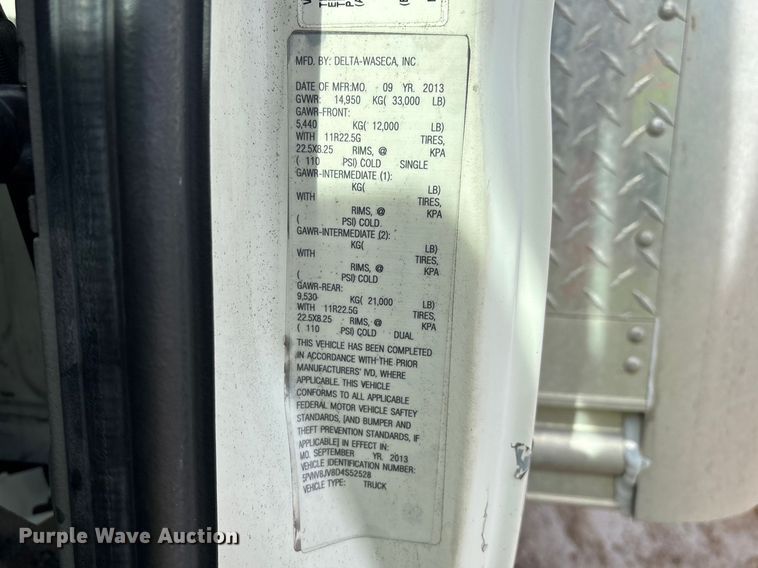 MFD. BY: DELTA-WASECA, INC
DATE OF MFR:MO. 09 YR. 2013
GVWR: 14,950 KG( 33,000 LB)
GAWR-FRONT:
5,440 KG( 12,000 LB)
WITH 11R22.5G TIRES,
22.5X8.25 RIMS, @ KPA
( 110 PSI) COLD SINGLE
GAWR-INTERMEDIATE (1):
KG( LB)
WITH TIRES,
RIMS, @ KPA
( PSI) COLD.
GAWR-INTERMEDIATE (2):
KG( LB)
WITH TIRES,
RIMS, @ KPA
( PSI) COLD
GAWR-REAR:
9,530 KG( 21,000 LB)
WITH 11R22.5G TIRES,
22.5X8.25 RIMS, @ KPA
( 110 PSI) COLD DUAL
THIS VEHICLE HAS BEEN COMPLETED
IN ACCORDANCE WITH THE PRIOR
MANUFACTURERS' IVD, WHERE
APPLICABLE. THIS VEHICLE
CONFORMS TO ALL APPLICABLE
FEDERAL MOTOR VEHICLE SAFTEY
STANDARDS, [AND BUMPER AND
THEFT PREVENTION STANDARDS, IF
APPLICABLE] IN EFFECT IN:
MO. SEPTEMBER YR. 2013
VEHICLE IDENTIFICATION NUMBER:
5PVNV8JV8D4S52528
VEHICLE TYPE: TRUCK
Purple Wave Auction